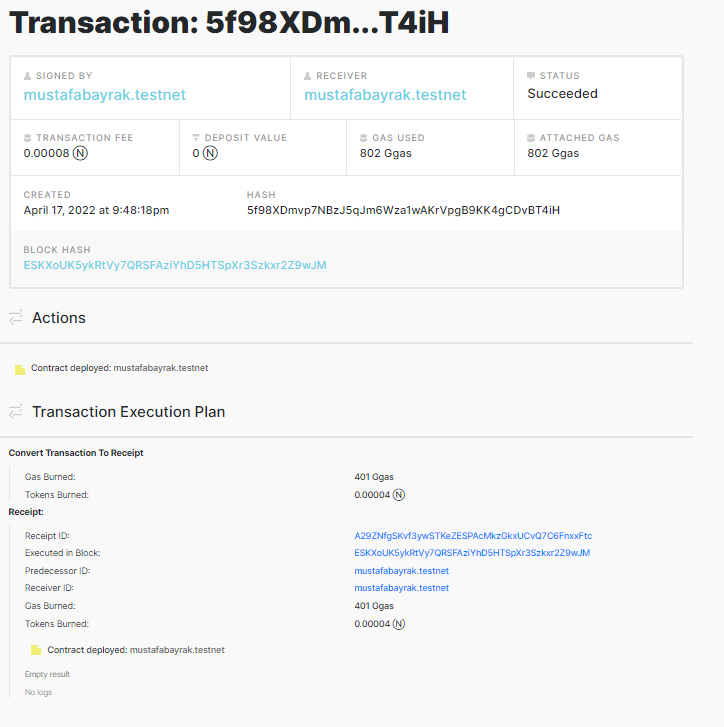 Transaction: 5f98XDm...T4iH
SIGNED BY
mustafabayrak.testnet
RECEIVER
mustafabayrak.testnet
STATUS
Succeeded
TRANSACTION FEE
0.00008 Ⓝ
DEPOSIT VALUE
0 Ⓝ
GAS USED
802 Ggas
ATTACHED GAS
802 Ggas
CREATED
April 17, 2022 at 9:48:18pm
HASH
5f98XDmvp7NBzJ5qJm6Wza1wAKrVpgB9KK4gCDvBT4iH
BLOCK HASH
ESKXoUK5ykRtVy7QRSFAziYhD5HTSpXr3Szkxr2Z9wJM
Actions
Contract deployed: mustafabayrak.testnet
Transaction Execution Plan
Convert Transaction To Receipt
Gas Burned: 401 Ggas
Tokens Burned: 0.00004 Ⓝ
Receipt:
Receipt ID: A29ZNfgSKvf3ywSTKeZESPAcMkzGkxUCvQ7C6FnxxFtc
Executed in Block: ESKXoUK5ykRtVy7QRSFAziYhD5HTSpXr3Szkxr2Z9wJM
Predecessor ID: mustafabayrak.testnet
Receiver ID: mustafabayrak.testnet
Gas Burned: 401 Ggas
Tokens Burned: 0.00004 Ⓝ
Contract deployed: mustafabayrak.testnet
Empty result
No logs